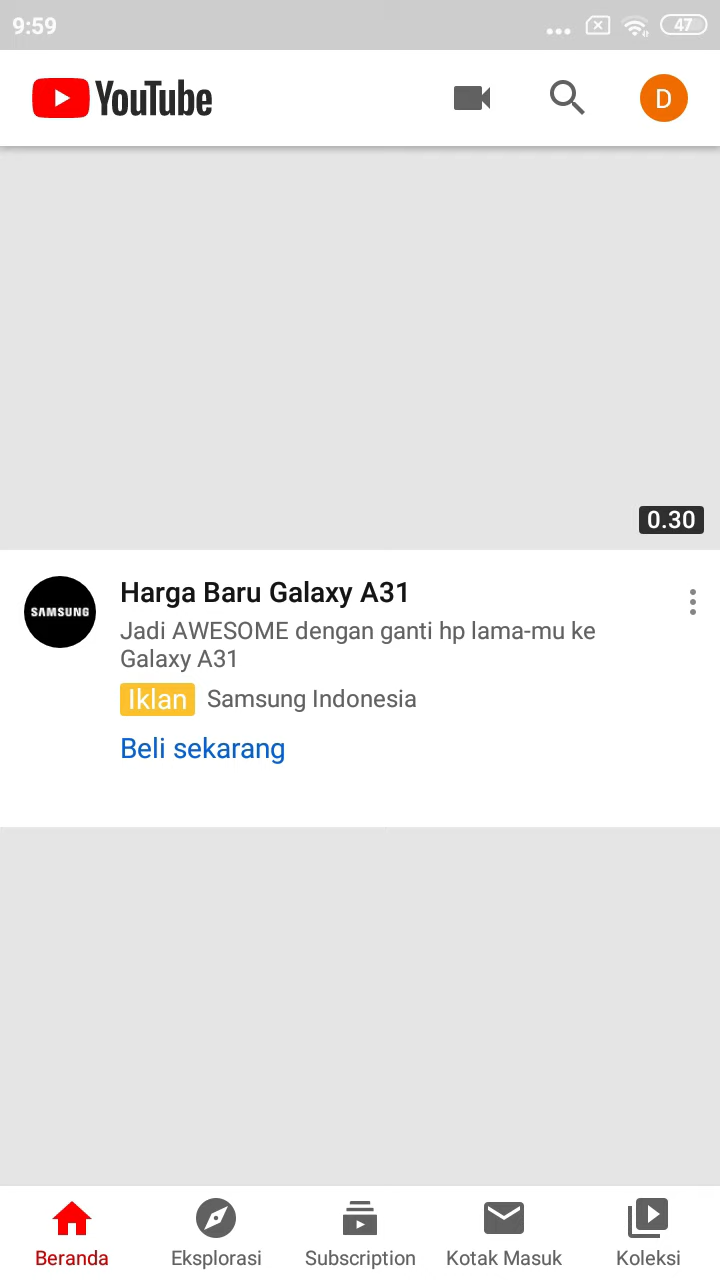 9:59
47
YouTube
D
0.30
SAMSUNG
Harga Baru Galaxy A31
Jadi AWESOME dengan ganti hp lama-mu ke
Galaxy A31
Iklan Samsung Indonesia
Beli sekarang
Beranda Eksplorasi Subscription Kotak Masuk Koleksi